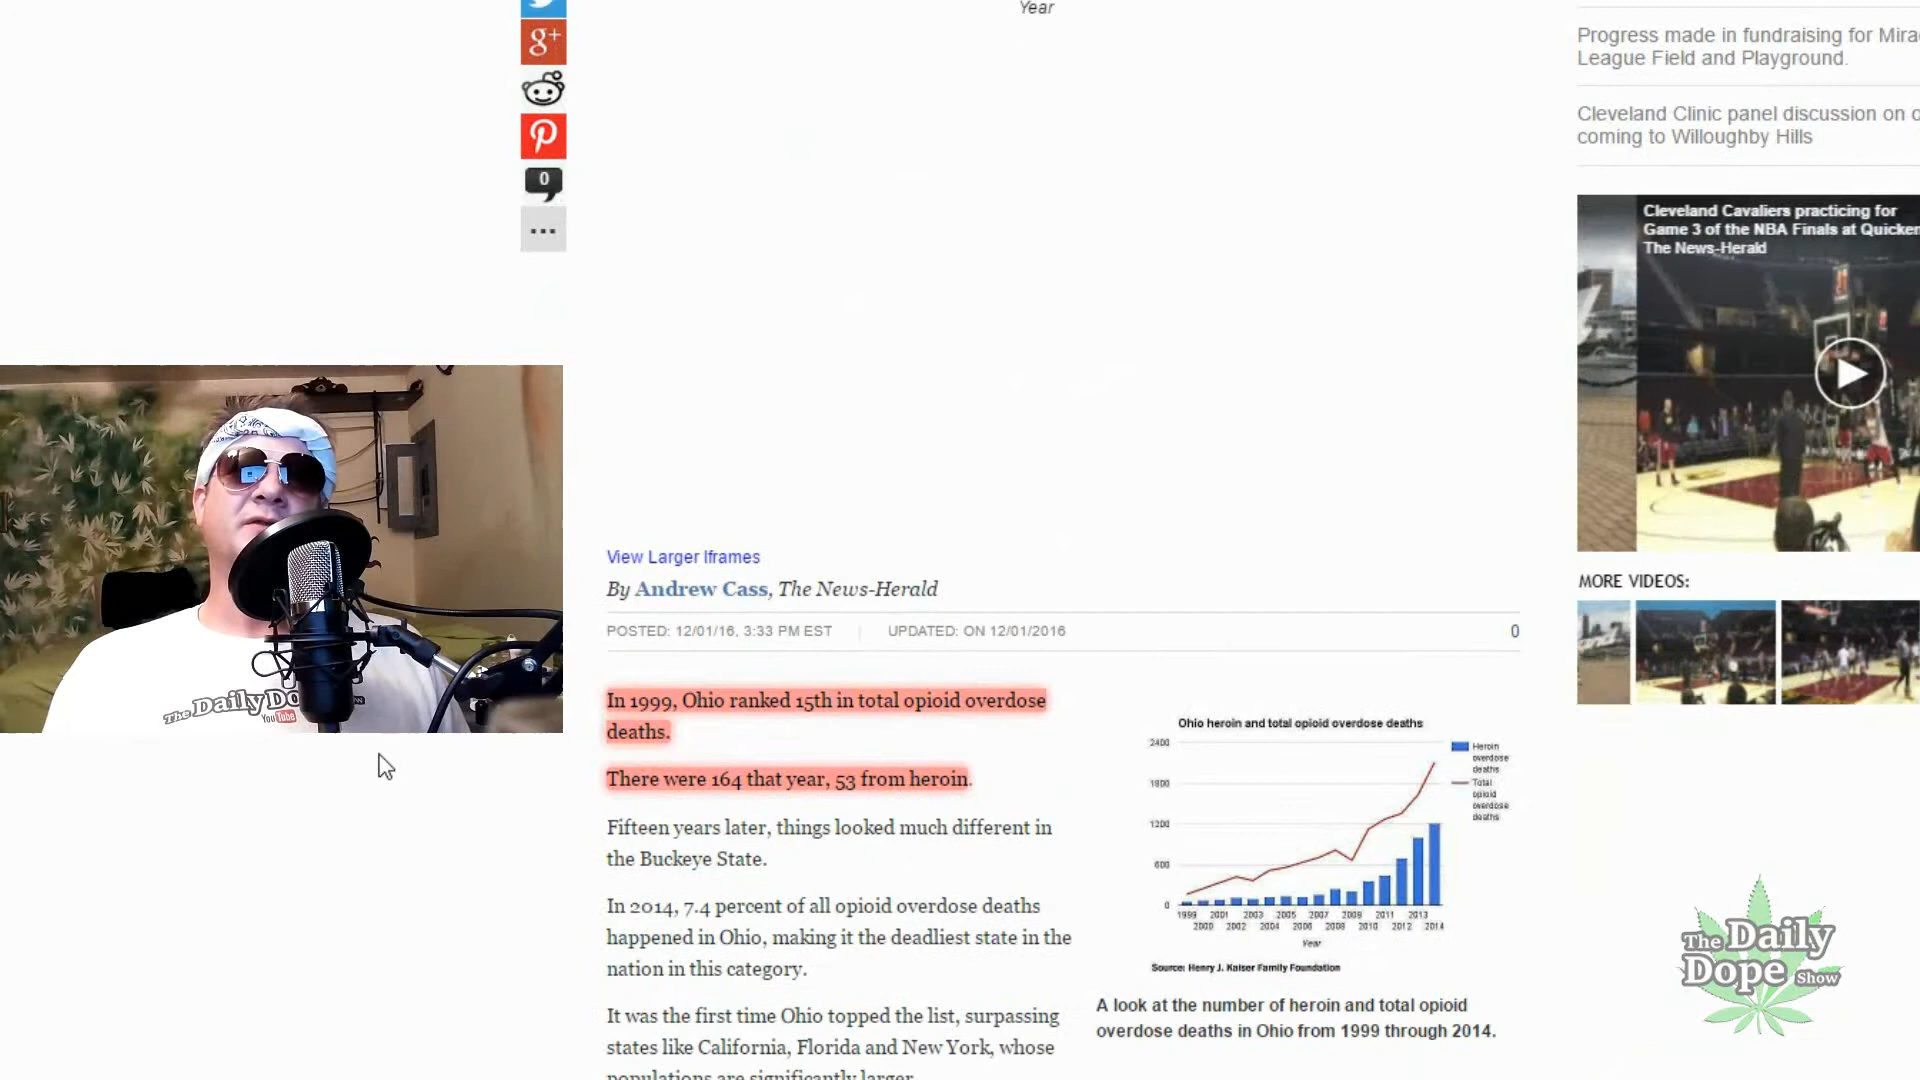 Year
g+
0
...
Progress made in fundraising for
League Field and Playground.
Cleveland Clinic panel discussion on
coming to Willoughby Hills
Cleveland Cavaliers practicing for
Game 3 of the NBA Finals at
The News-Herald
MORE VIDEOS:
The Daily
YouTube
View Larger Iframes
By Andrew Cass, The News-Herald
POSTED: 12/01/16, 3:33 PM EST | UPDATED: ON 12/01/2016
0
In 1999, Ohio ranked 15th in total opioid overdose
deaths.
There were 164 that year, 53 from heroin.
Fifteen years later, things looked much different in
the Buckeye State.
In 2014, 7.4 percent of all opioid overdose deaths
happened in Ohio, making it the deadliest state in the
nation in this category.
It was the first time Ohio topped the list, surpassing
states like California, Florida and New York, whose
populations are significantly larger.
Ohio heroin and total opioid overdose deaths
2400
1800
1200
600
0
Heroin
overdose
deaths
Total
opioid
overdose
deaths
1999 2001 2003 2005 2007 2009 2011 2013
2000 2002 2004 2006 2008 2010 2012 2014
Year
Source: Henry J. Kaiser Family Foundation
A look at the number of heroin and total opioid
overdose deaths in Ohio from 1999 through 2014.
The Daily
Dope Show